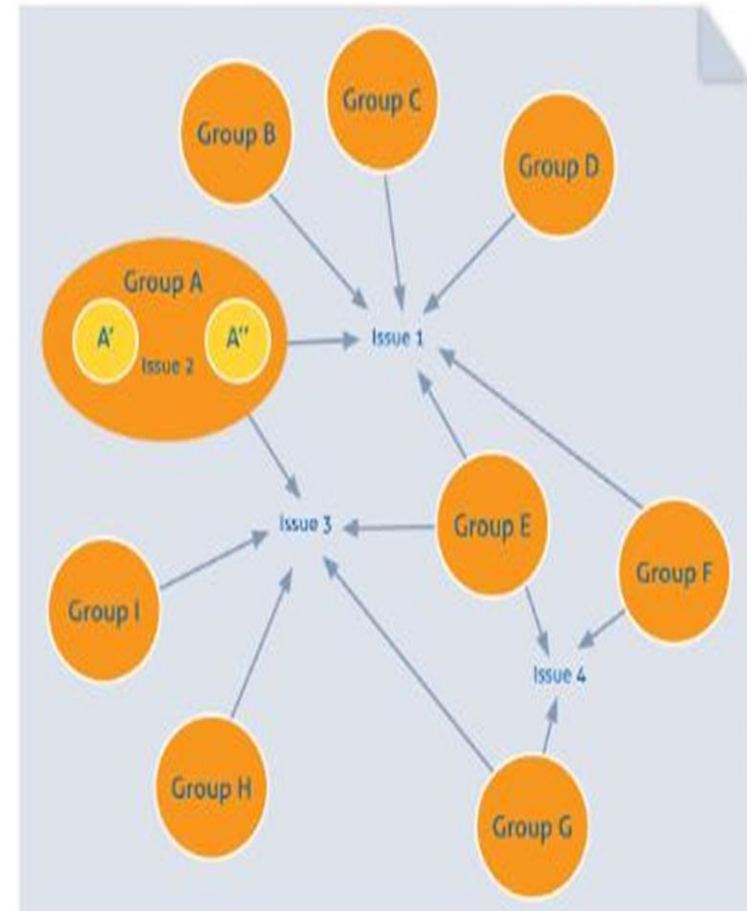 Group C
Group B
Group D
Group A
A'
A''
Issue 2
Issue 1
Issue 3
Group E
Group F
Group I
Issue 4
Group H
Group G